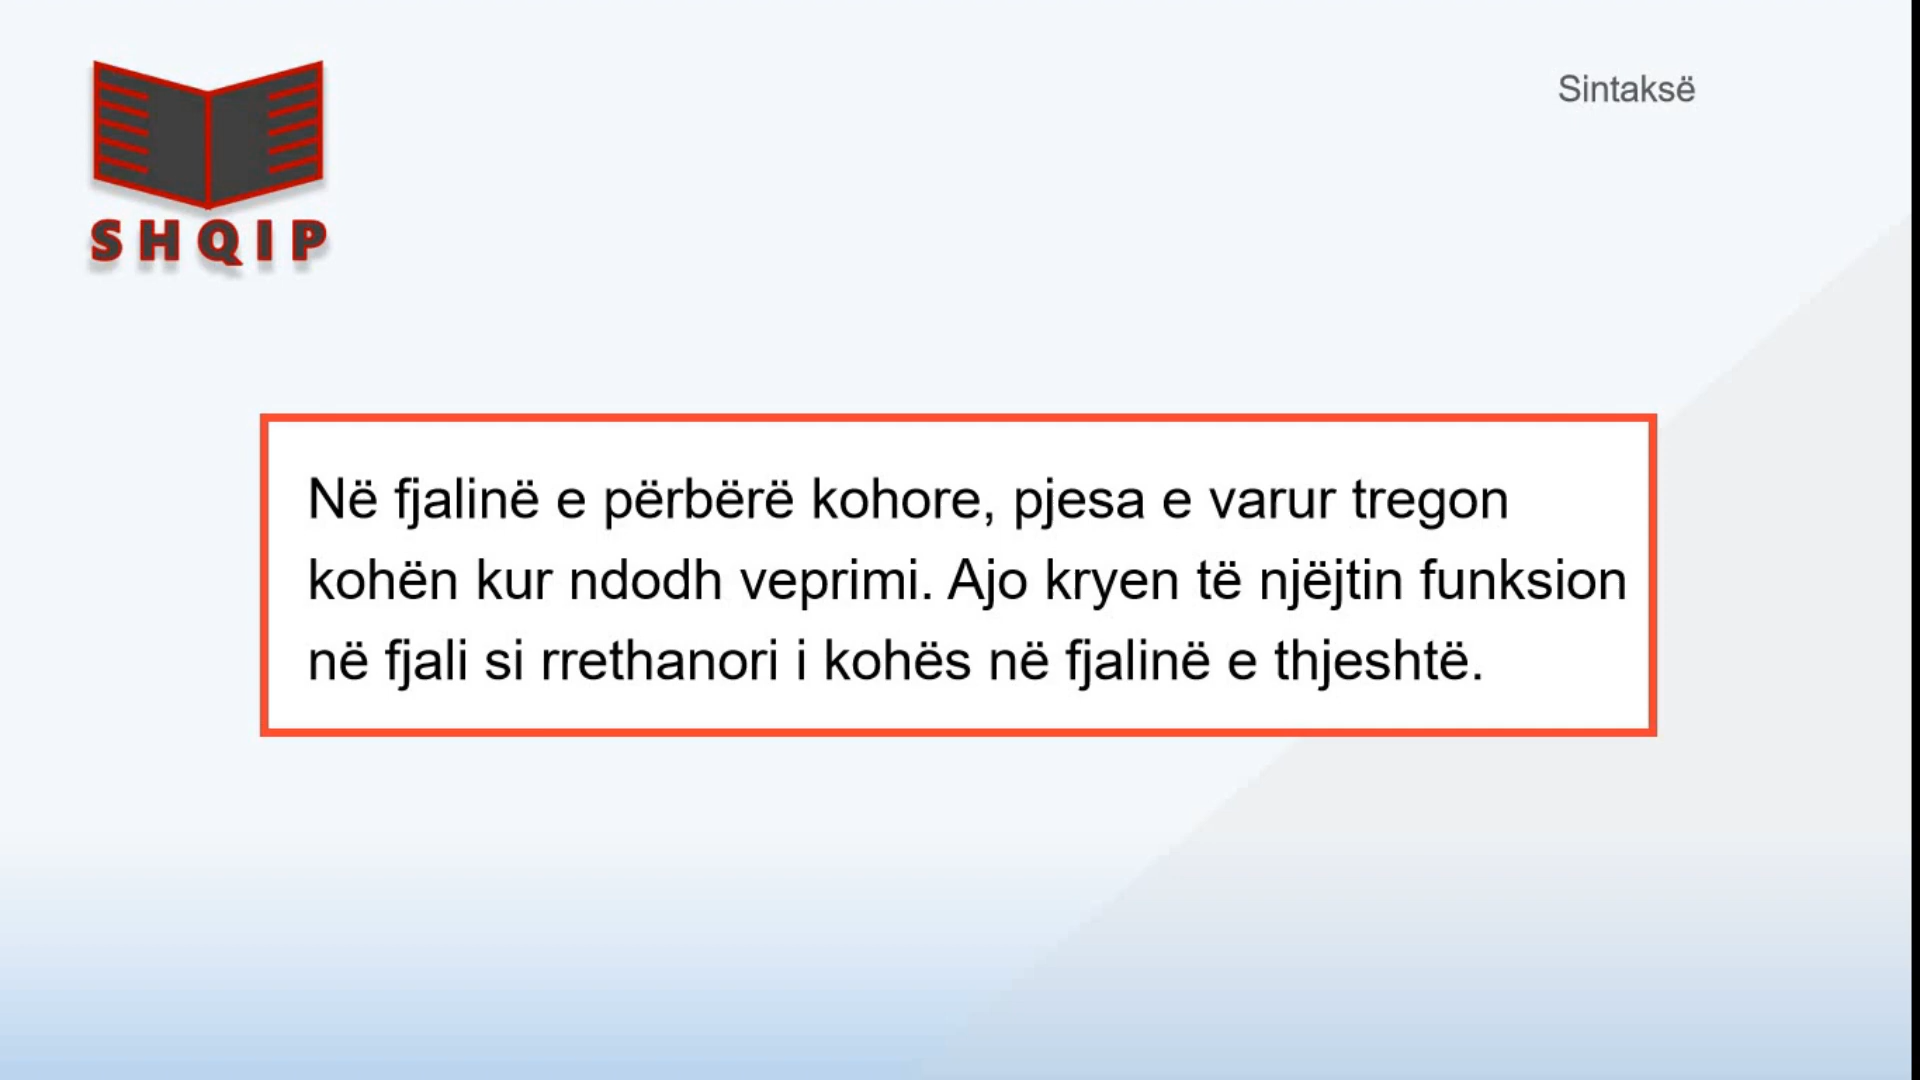 SHQIP
Sintaksë
Në fjalinë e përbërë kohore, pjesa e varur tregon
kohën kur ndodh veprimi. Ajo kryen të njëjtin funksion
në fjali si rrethanori i kohës në fjalinë e thjeshtë.